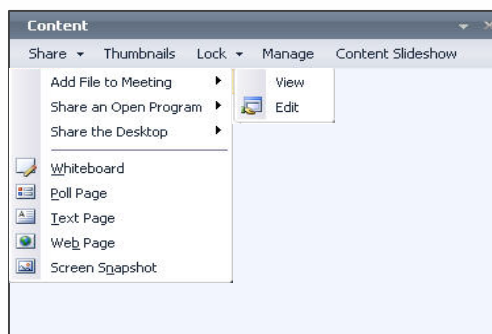 Content
Share Thumbnails Lock Manage Content Slideshow
Add File to Meeting View
Share an Open Program Edit
Share the Desktop
Whiteboard
Poll Page
Text Page
Web Page
Screen Snapshot